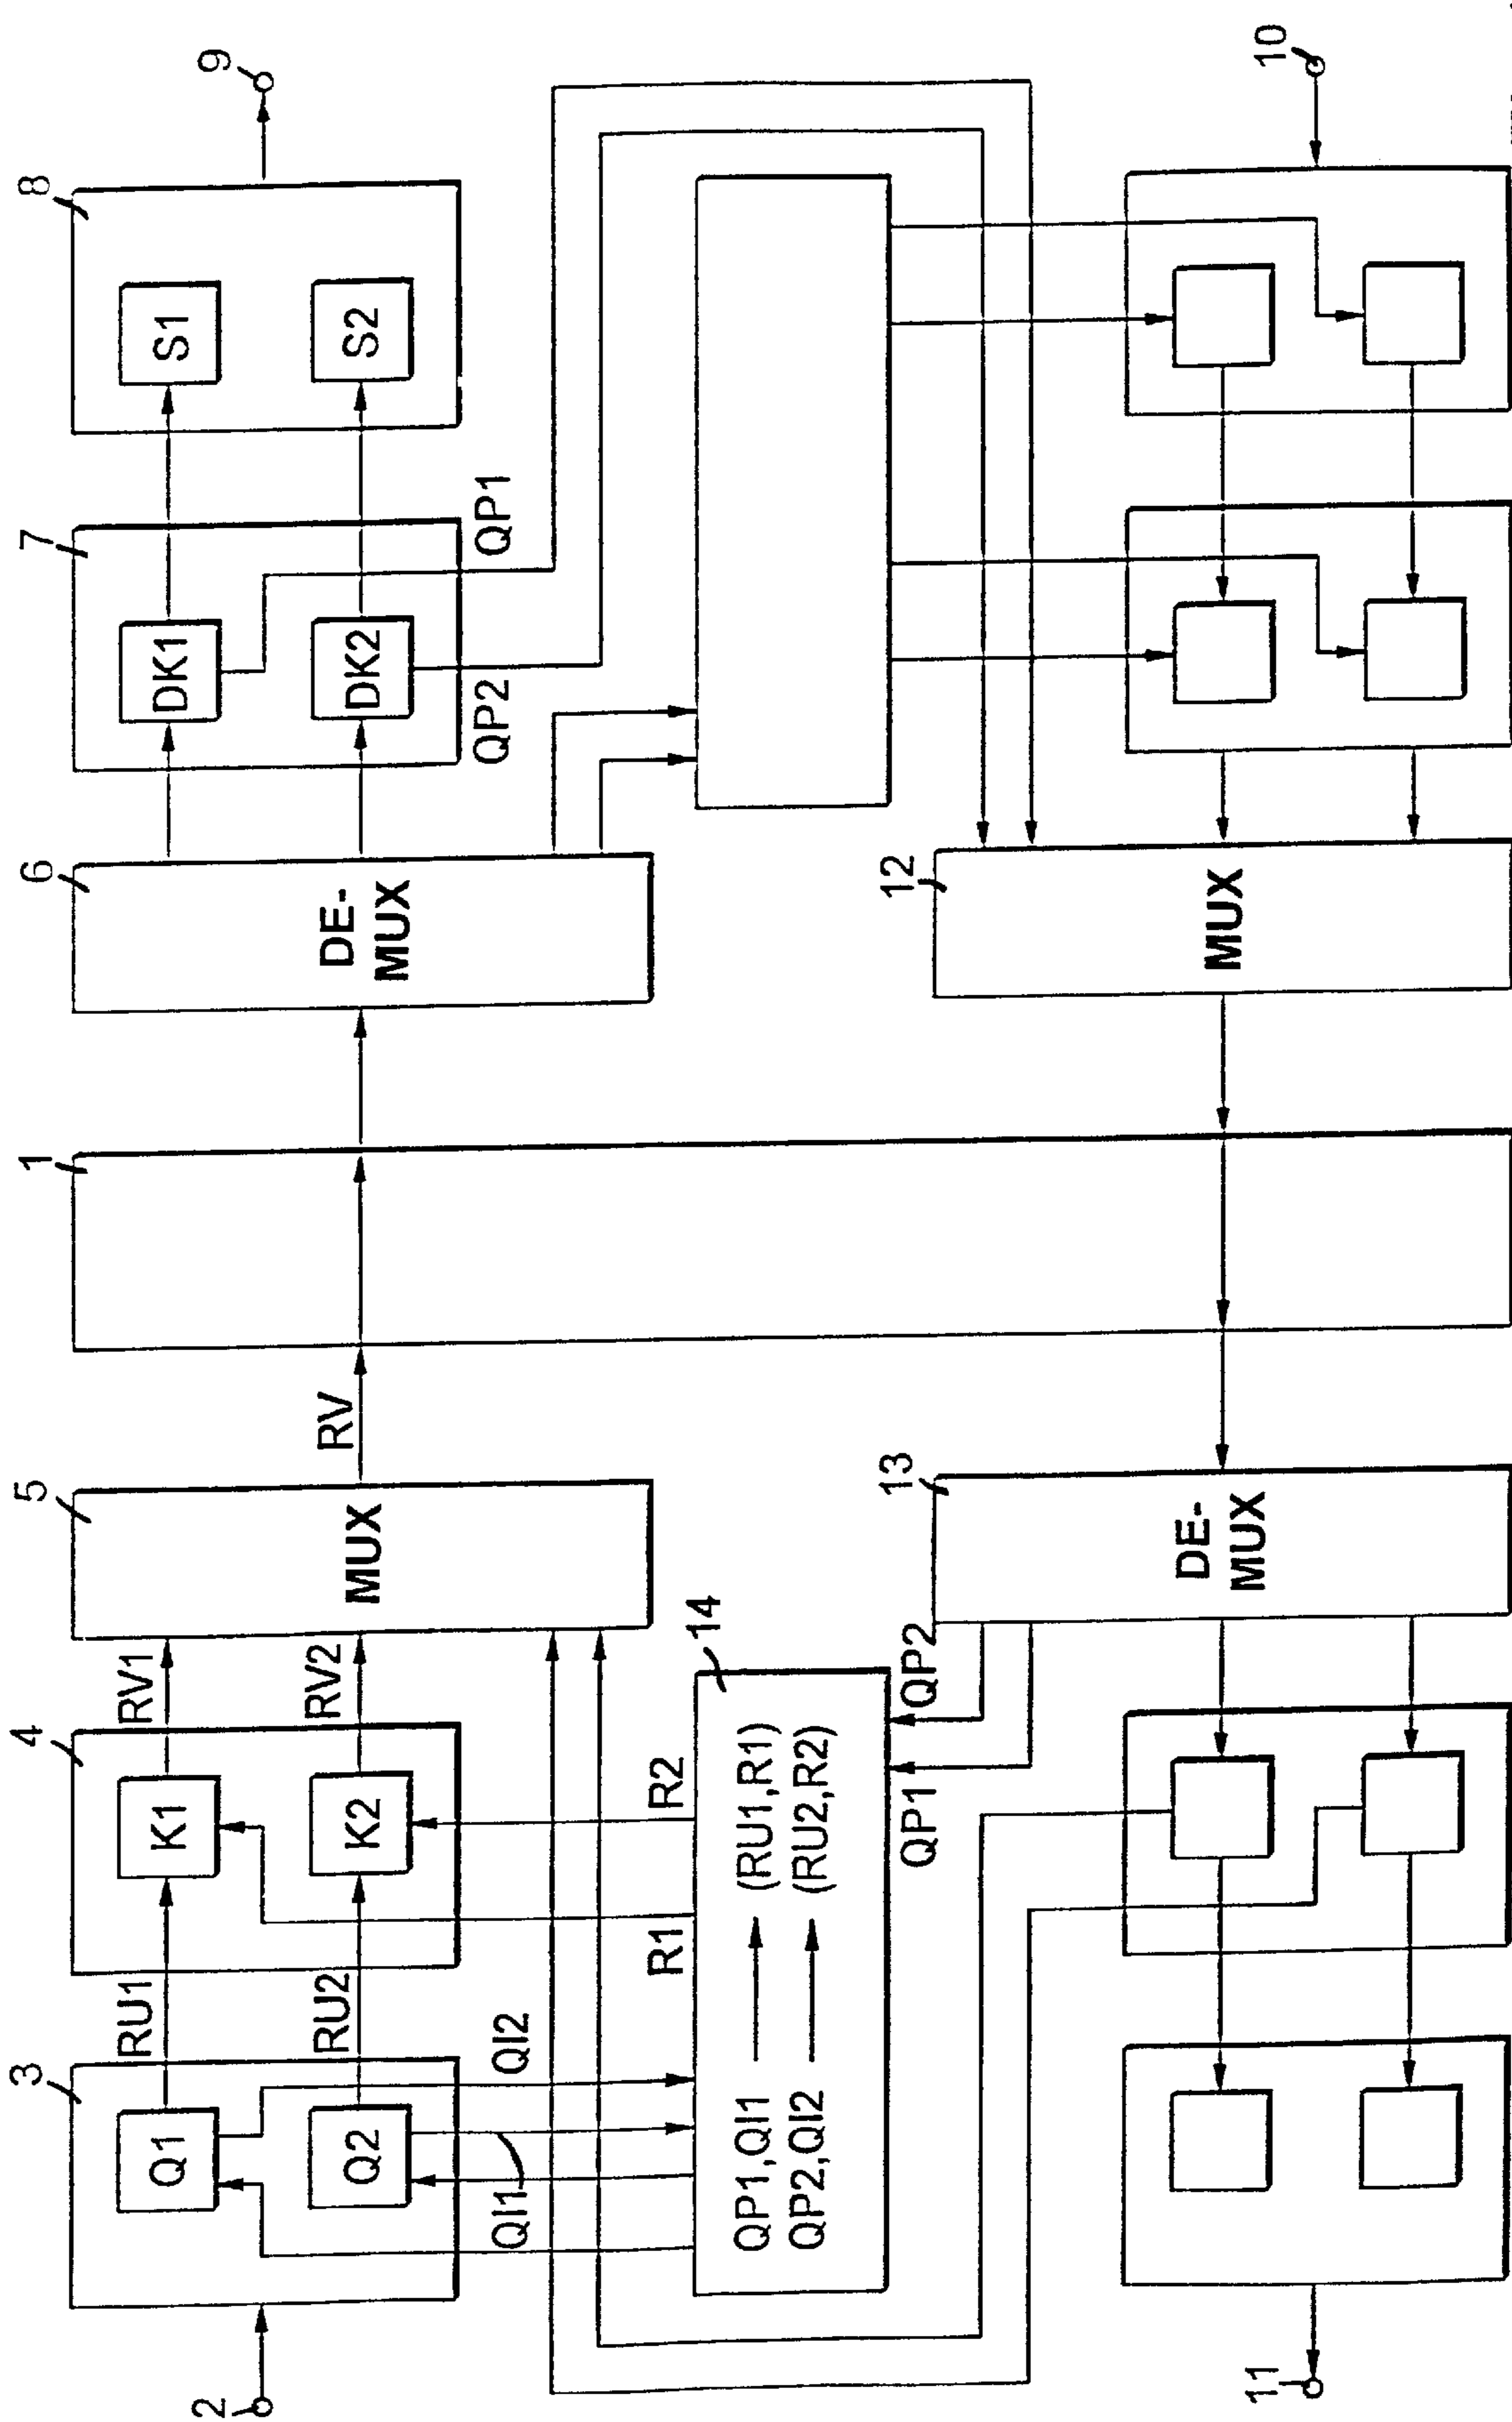 2
3
Q1
Q2
RU1
RU2
4
K1
K2
RV1
RV2
5
MUX
RV
1
6
DE-
MUX
7
DK1
DK2
8
S1
S2
9
QI1
QI2
R1
R2
14
QP1,QI1 → (RU1,R1)
QP2,QI2 → (RU2,R2)
QP2
QP1
QP1
QP2
13
DE-
MUX
12
MUX
10
11